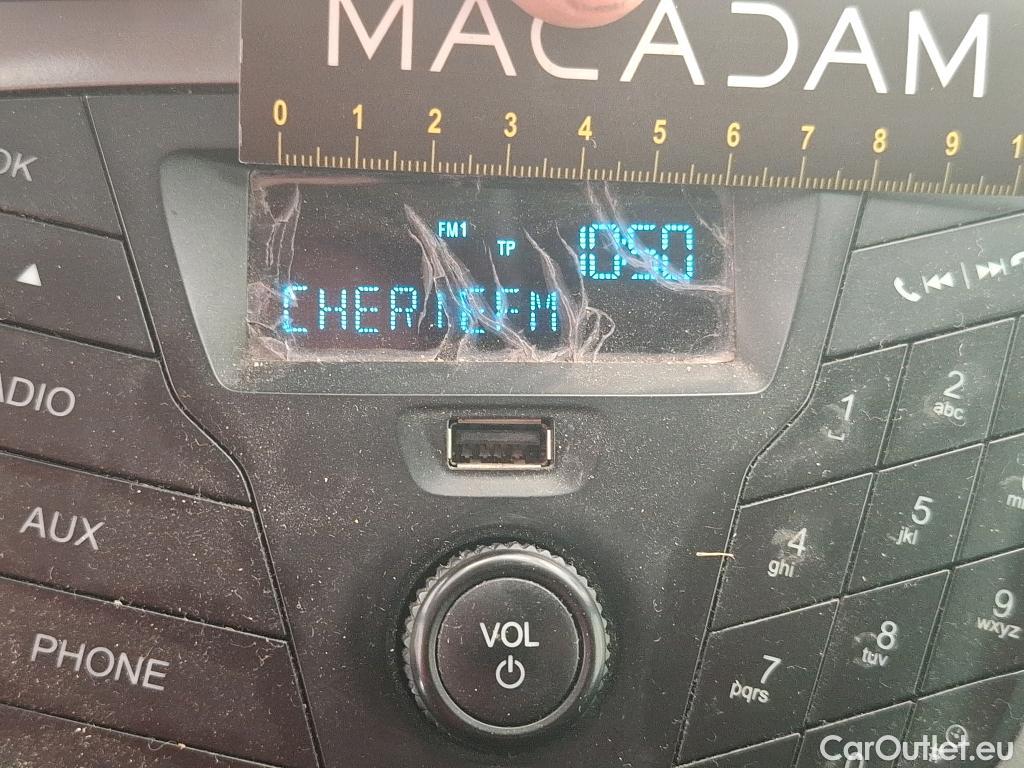 MACADAM
0 1 2 3 4 5 6 7 8 9
OK
FM1
TP
1050
CHERIEFM
RADIO
AUX
PHONE
VOL
1
2
abc
4
ghi
5
jkl
7
pqrs
8
tuv
9
wxyz
CarOutlet.eu